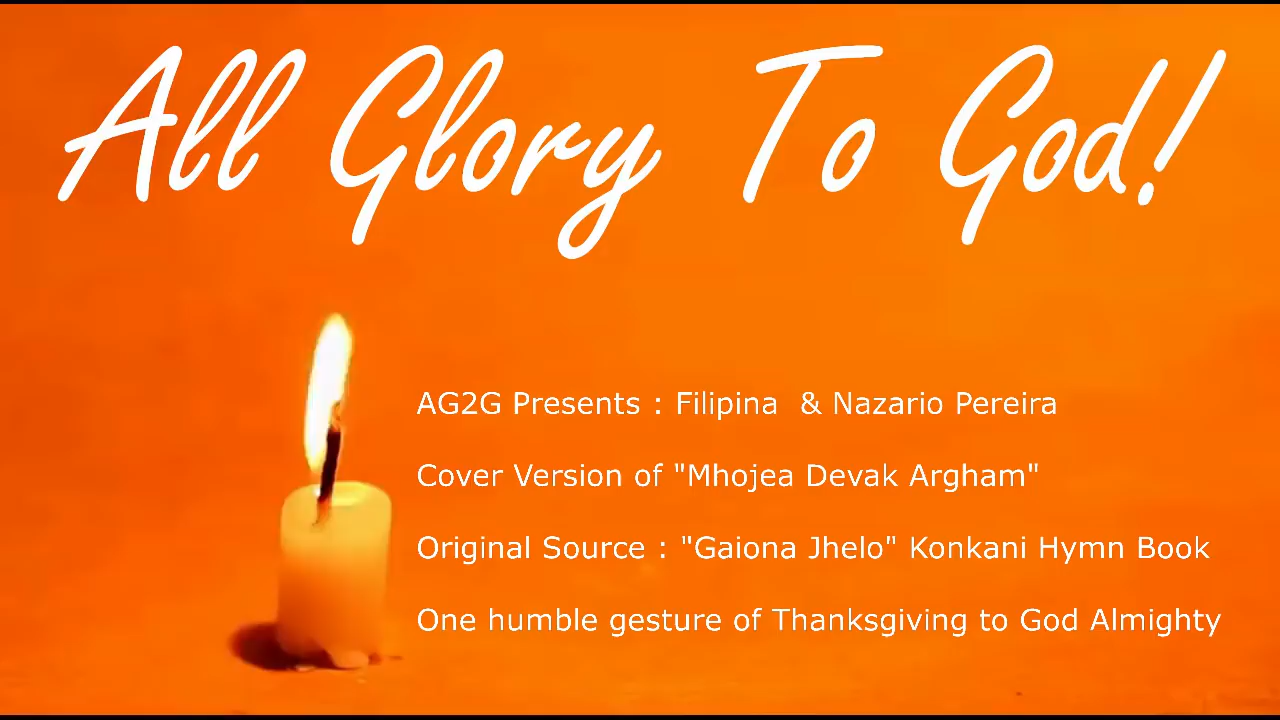 All Glory To God!
AG2G Presents : Filipina & Nazario Pereira
Cover Version of "Mhojea Devak Argham"
Original Source : "Gaiona Jhelo" Konkani Hymn Book
One humble gesture of Thanksgiving to God Almighty